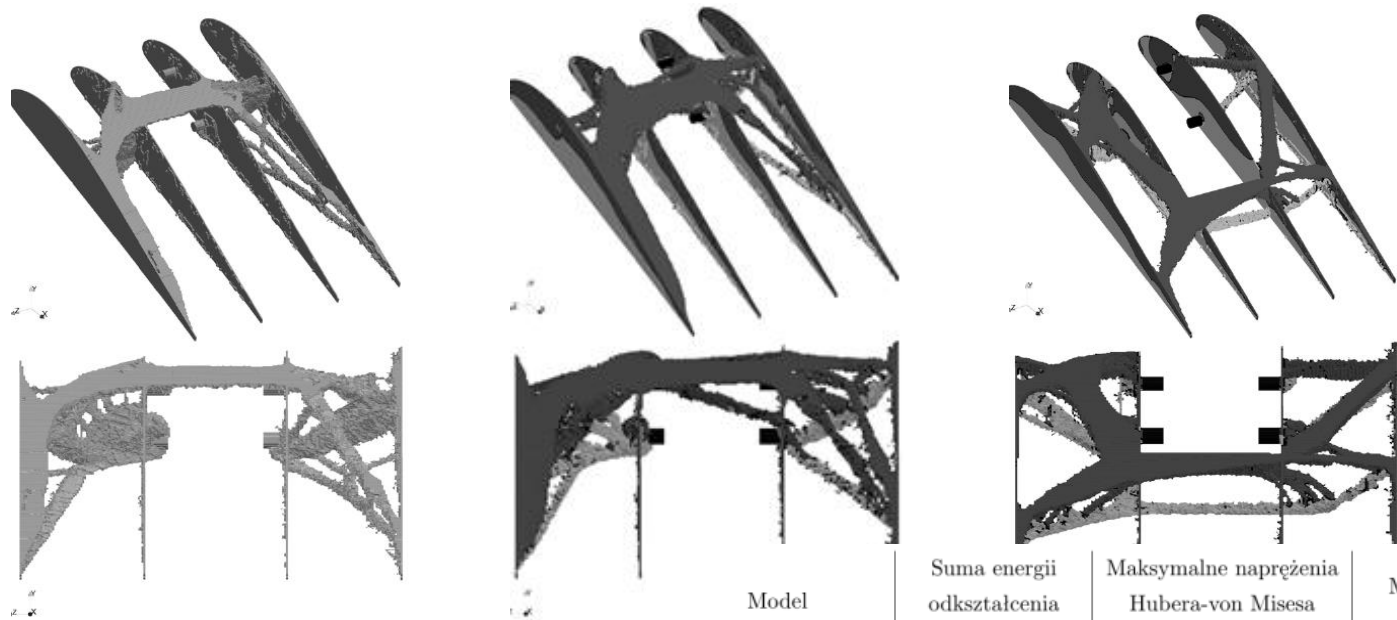 Y
Z X
Y
Z X
Y
Z X
Z X
Z X
Model
Suma energii
odkształcenia
Maksymalne naprężenia
Hubera-von Misesa
M